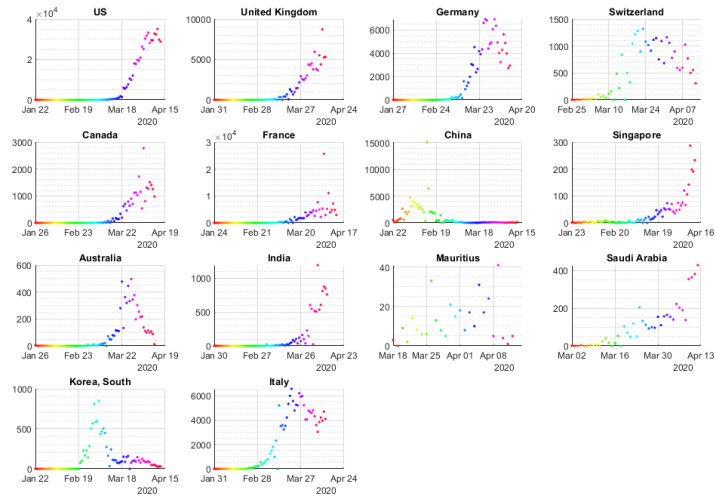 US
United Kingdom
Germany
Switzerland
×10⁴
4
2
0
Jan 22 Feb 19 Mar 18 Apr 15
2020
10000
5000
0
Jan 31 Feb 28 Mar 27 Apr 24
2020
6000
4000
2000
0
Jan 27 Feb 24 Mar 23 Apr 20
2020
1500
1000
500
0
Feb 25 Mar 10 Mar 24 Apr 07
2020
Canada
France
China
Singapore
3000
2000
1000
0
Jan 26 Feb 23 Mar 22 Apr 19
2020
×10⁴
3
2
1
0
Jan 24 Feb 21 Mar 20 Apr 17
2020
15000
10000
5000
0
Jan 22 Feb 19 Mar 18 Apr 15
2020
300
200
100
0
Jan 23 Feb 20 Mar 19 Apr 16
2020
Australia
India
Mauritius
Saudi Arabia
600
400
200
0
Jan 26 Feb 23 Mar 22 Apr 19
2020
1000
500
0
Jan 30 Feb 27 Mar 26 Apr 23
2020
40
20
0
Mar 18 Mar 25 Apr 01 Apr 08
2020
400
200
0
Mar 02 Mar 16 Mar 30 Apr 13
2020
Korea, South
Italy
1000
500
0
Jan 22 Feb 19 Mar 18 Apr 15
2020
6000
4000
2000
0
Jan 31 Feb 28 Mar 27 Apr 24
2020